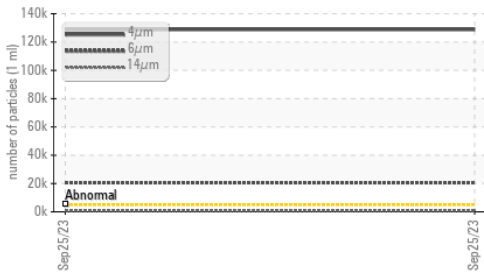 140k
120k
100k
80k
60k
40k
20k
0k
number of particles (1 ml)
4µm
6µm
14µm
Abnormal
Sep25/23
Sep25/23